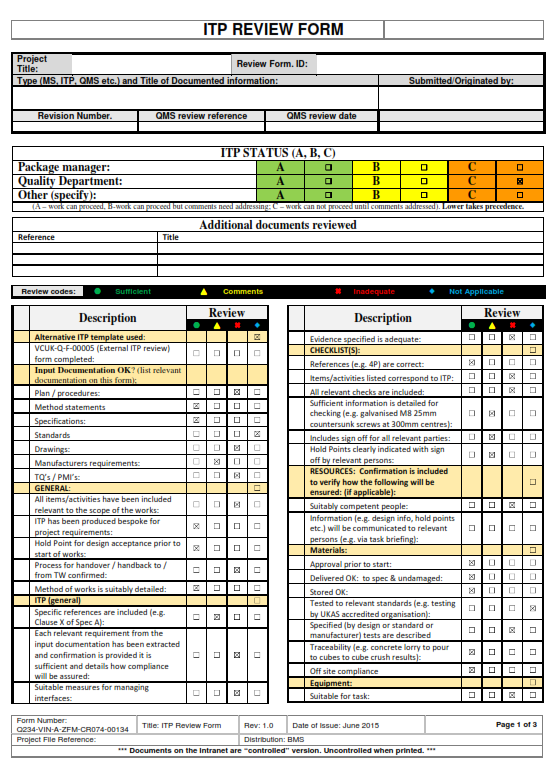 ITP REVIEW FORM
Project Title:
Review Form. ID:
Type (MS, ITP, QMS etc.) and Title of Documented information:
Submitted/Originated by:
Revision Number.
QMS review reference
QMS review date
ITP STATUS (A, B, C)
Package manager: A ☐ B ☐ C ☐
Quality Department: A ☐ B ☐ C ☒
Other (specify): A ☐ B ☐ C ☐
(A – work can proceed, B-work can proceed but comments need addressing; C – work can not proceed until comments addressed). Lower takes precedence.
Additional documents reviewed
Reference Title
Review codes: Sufficient Comments Inadequate Not Applicable
Description Review
Alternative ITP template used: ☒
VCUK-Q-F-00005 (External ITP review)
form completed: ☐ ☐ ☐ ☐
Input Documentation OK? (list relevant
documentation on this form);
Plan / procedures: ☐ ☐ ☒ ☐
Method statements ☒ ☐ ☐ ☐
Specifications: ☒ ☐ ☐ ☐
Standards ☐ ☐ ☐ ☒
Drawings: ☐ ☐ ☒ ☐
Manufacturers requirements: ☐ ☒ ☐ ☐
TQ's / PMI's: ☐ ☐ ☒ ☐
GENERAL: ☐
All items/activities have been included
relevant to the scope of the works: ☐ ☐ ☒ ☐
ITP has been produced bespoke for
project requirements: ☒ ☐ ☐ ☐
Hold Point for design acceptance prior to
start of works: ☒ ☐ ☐ ☐
Process for handover / handback to /
from TW confirmed: ☐ ☐ ☒ ☐
Method of works is suitably detailed: ☒ ☐ ☐ ☐
ITP (general) ☐
Specific references are included (e.g.
Clause X of Spec A): ☐ ☒ ☐ ☐
Each relevant requirement from the
input documentation has been extracted
and confirmation is provided it is
sufficient and details how compliance
will be assured: ☐ ☐ ☒ ☐
Suitable measures for managing
interfaces: ☐ ☐ ☒ ☐
Description Review
Evidence specified is adequate: ☐ ☐ ☒ ☐
CHECKLIST(S): ☐
References (e.g. 4P) are correct: ☒ ☐ ☐ ☐
Items/activities listed correspond to ITP: ☐ ☐ ☒ ☐
All relevant checks are included: ☐ ☐ ☒ ☐
Sufficient information is detailed for
checking (e.g. galvanised M8 25mm
countersunk screws at 300mm centres): ☐ ☒ ☐ ☐
Includes sign off for all relevant parties: ☐ ☒ ☐ ☐
Hold Points clearly indicated with sign
off by relevant persons: ☐ ☒ ☐ ☐
RESOURCES: Confirmation is included
to verify how the following will be
ensured: (if applicable): ☐
Suitably competent people: ☐ ☐ ☒ ☐
Information (e.g. design info, hold points
etc.) will be communicated to relevant
persons (e.g. via task briefing): ☐ ☐ ☐ ☐
Materials: ☐
Approval prior to start: ☒ ☐ ☐ ☐
Delivered OK: to spec & undamaged: ☒ ☐ ☐ ☐
Stored OK: ☒ ☐ ☐ ☐
Tested to relevant standards (e.g. testing
by UKAS accredited organisation): ☐ ☐ ☐ ☒
Specified (by design or standard or
manufacturer) tests are described ☐ ☐ ☒ ☐
Traceability (e.g. concrete lorry to pour
to cubes to cube crush results): ☒ ☐ ☐ ☐
Off site compliance ☒ ☐ ☐ ☐
Equipment: ☐
Suitable for task: ☐ ☐ ☒ ☐
Form Number:
Q234-VIN-A-ZFM-CR074-00134
Title: ITP Review Form
Rev: 1.0
Date of Issue: June 2015
Page 1 of 3
Project File Reference:
Distribution: BMS
*** Documents on the Intranet are “controlled” version. Uncontrolled when printed. ***